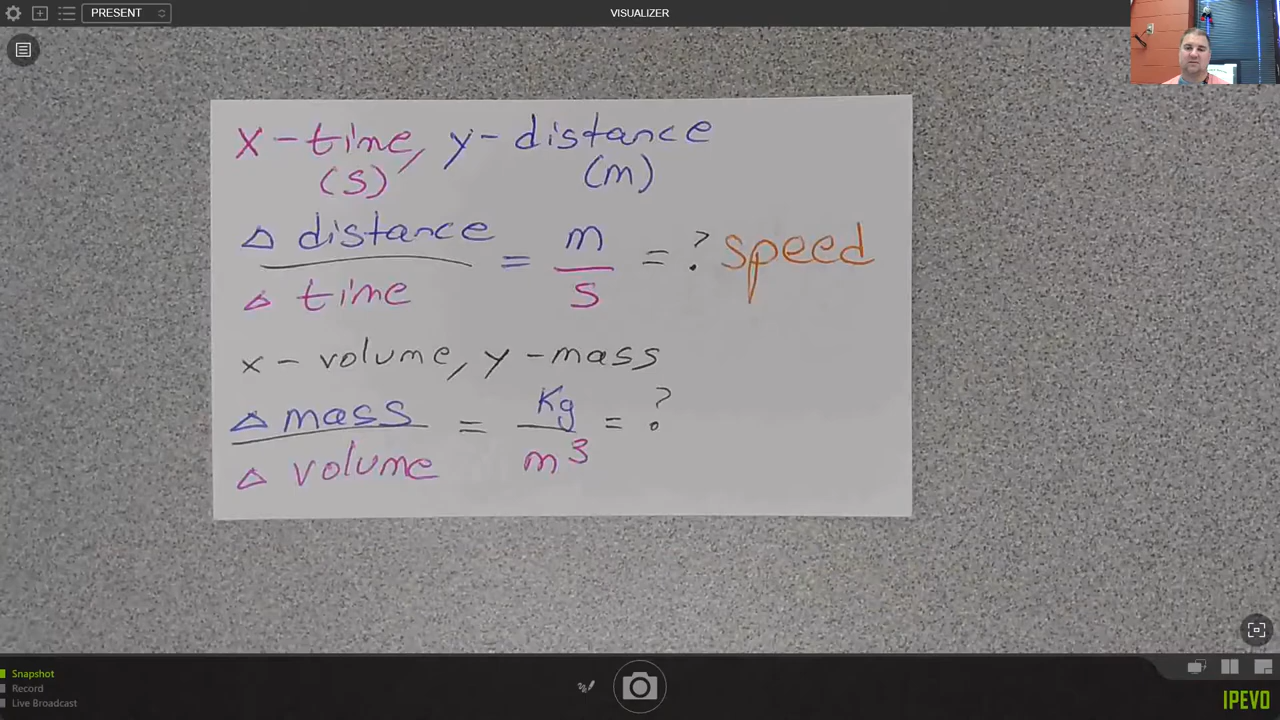 PRESENT
VISUALIZER
x-time, y-distance
(s) (m)
Δ distance / Δ time = m / s = ? speed
x - volume, y - mass
Δ mass / Δ volume = Kg / m³ = ?
Snapshot
Record
Live Broadcast
IPEVO